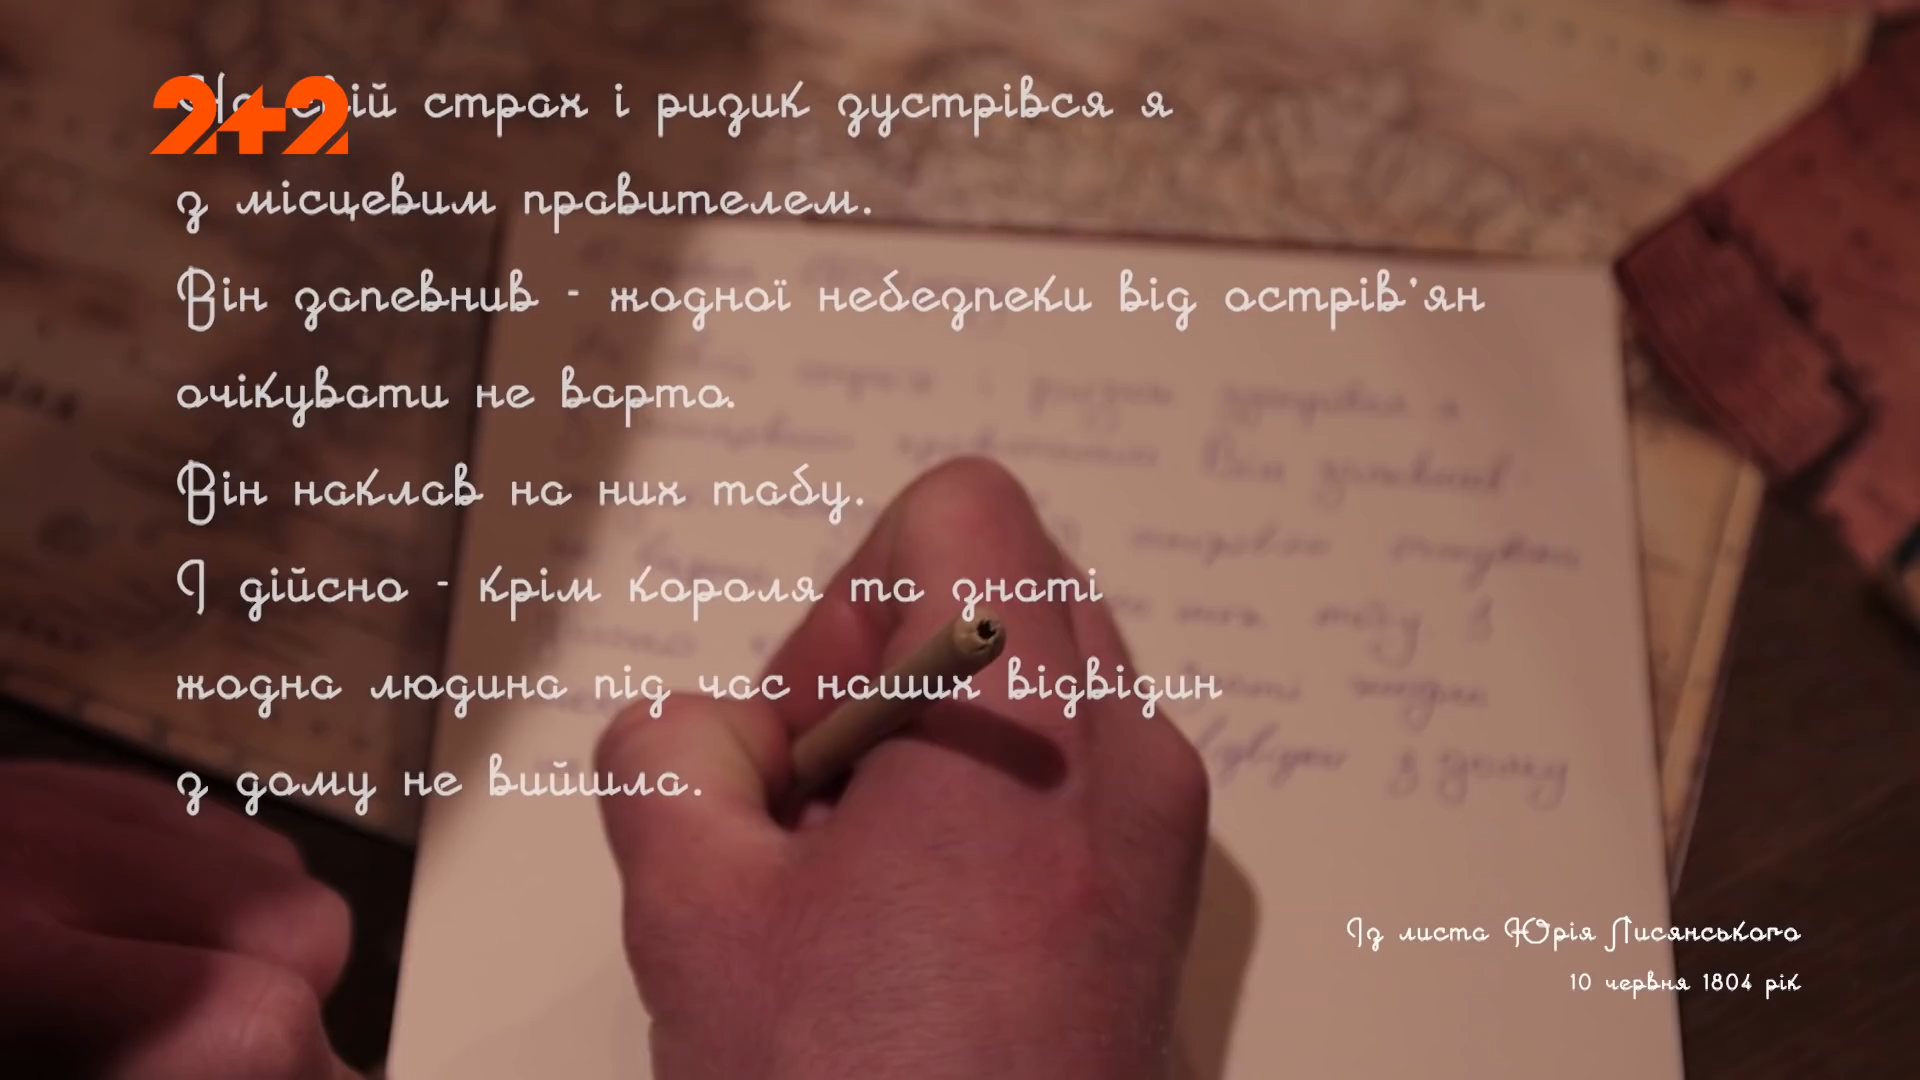 2+2
На свій страх і ризик зустрівся я
з місцевим правителем.
Він запевнив - жодної небезпеки від острів'ян
очікувати не варто.
Він наклав на них табу.
І дійсно - крім короля та знаті
жодна людина під час наших відвідин
з дому не вийшла.
Із листа Юрія Лисянського
10 червня 1804 рік